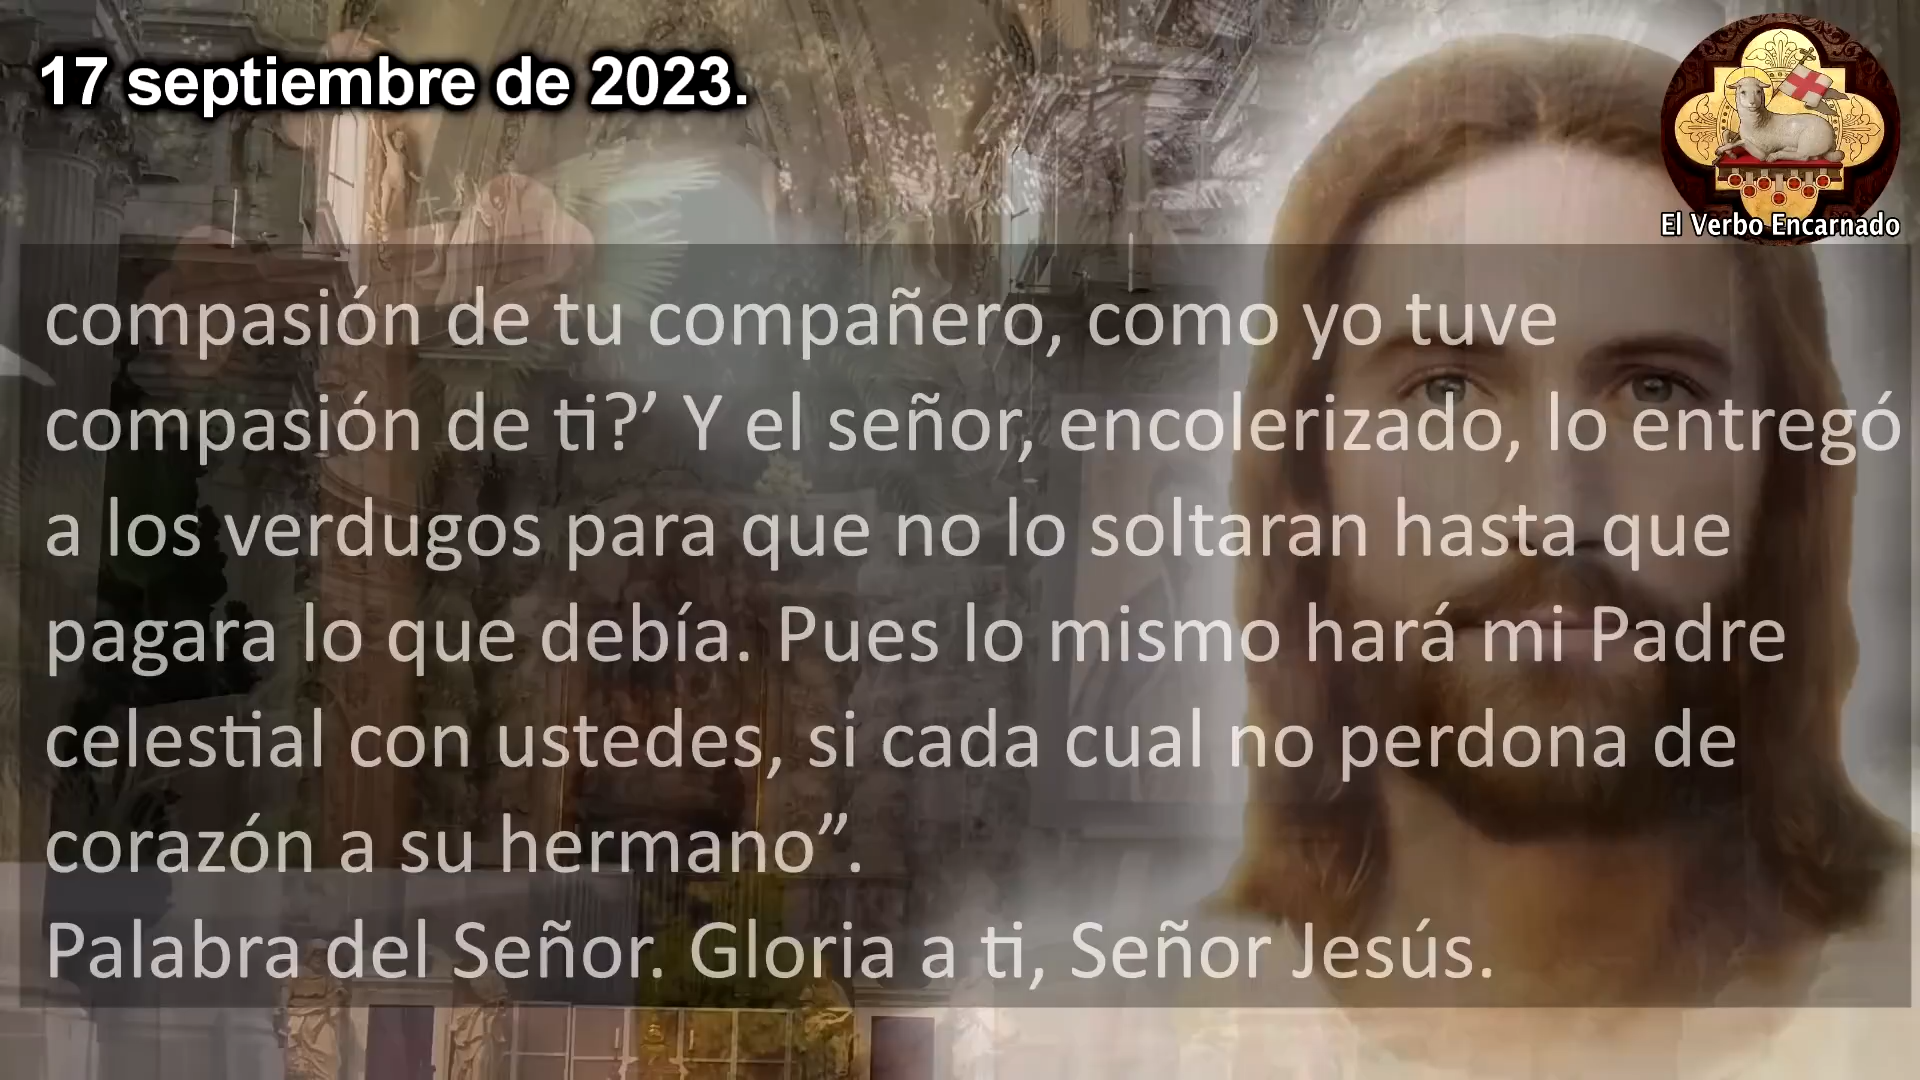 17 septiembre de 2023.
El Verbo Encarnado
compasión de tu compañero, como yo tuve
compasión de ti?’ Y el señor, encolerizado, lo entregó
a los verdugos para que no lo soltaran hasta que
pagara lo que debía. Pues lo mismo hará mi Padre
celestial con ustedes, si cada cual no perdona de
corazón a su hermano”.
Palabra del Señor. Gloria a ti, Señor Jesús.